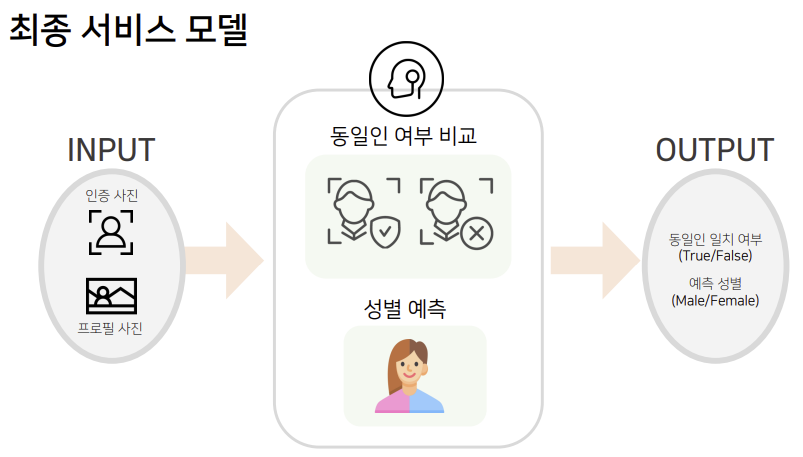 최종 서비스 모델
INPUT
인증 사진
프로필 사진
동일인 여부 비교
성별 예측
OUTPUT
동일인 일치 여부
(True/False)
예측 성별
(Male/Female)